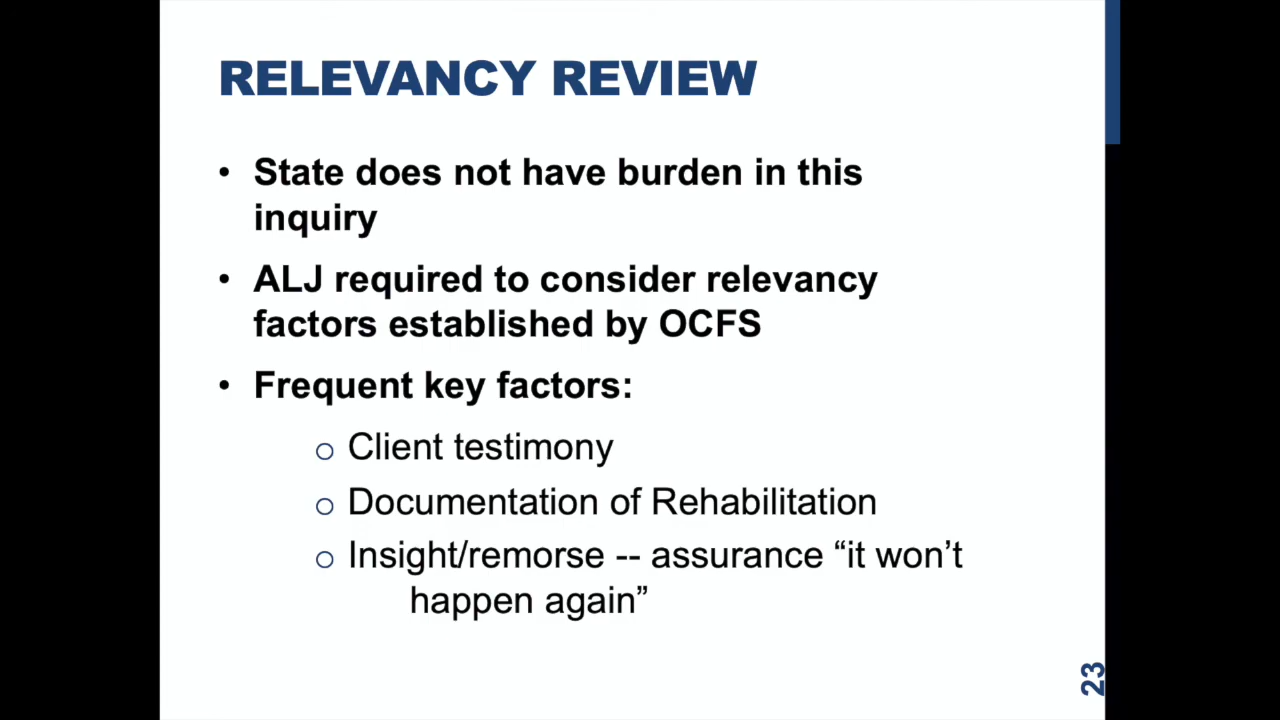 RELEVANCY REVIEW
• State does not have burden in this
inquiry
• ALJ required to consider relevancy
factors established by OCFS
• Frequent key factors:
o Client testimony
o Documentation of Rehabilitation
o Insight/remorse -- assurance “it won’t
happen again”
23